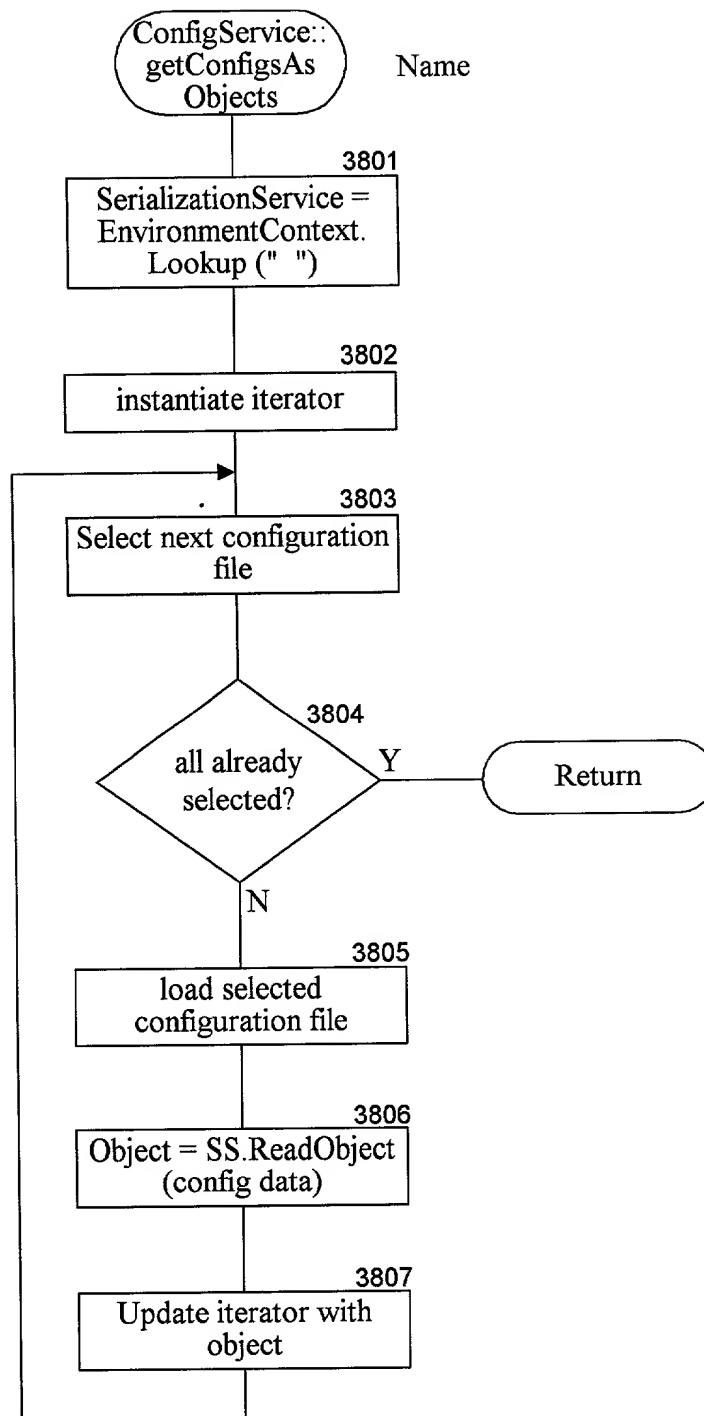 ConfigService::
getConfigsAs
Objects
Name
3801
SerializationService =
EnvironmentContext.
Lookup (" ")
3802
instantiate iterator
3803
Select next configuration
file
3804
all already
selected?
Y
Return
N
3805
load selected
configuration file
3806
Object = SS.ReadObject
(config data)
3807
Update iterator with
object